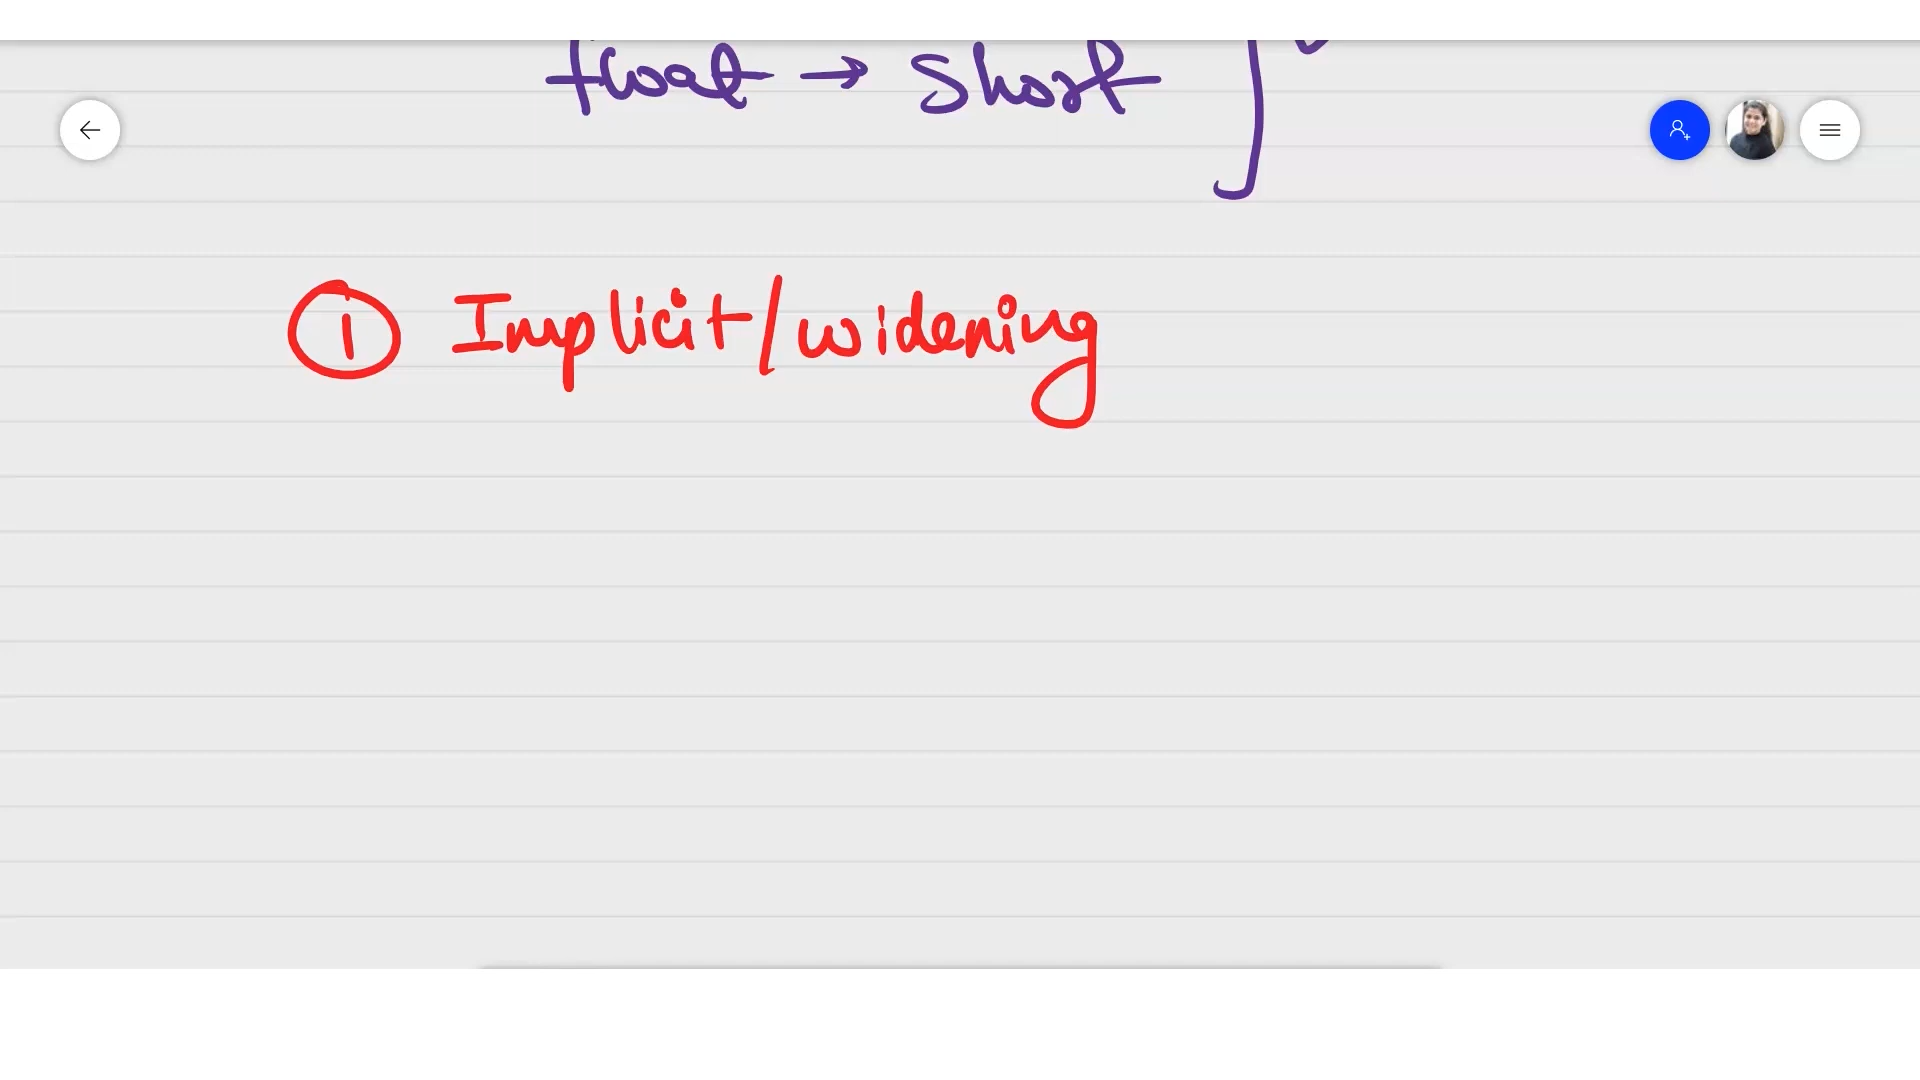 float → short
① Implicit/widening